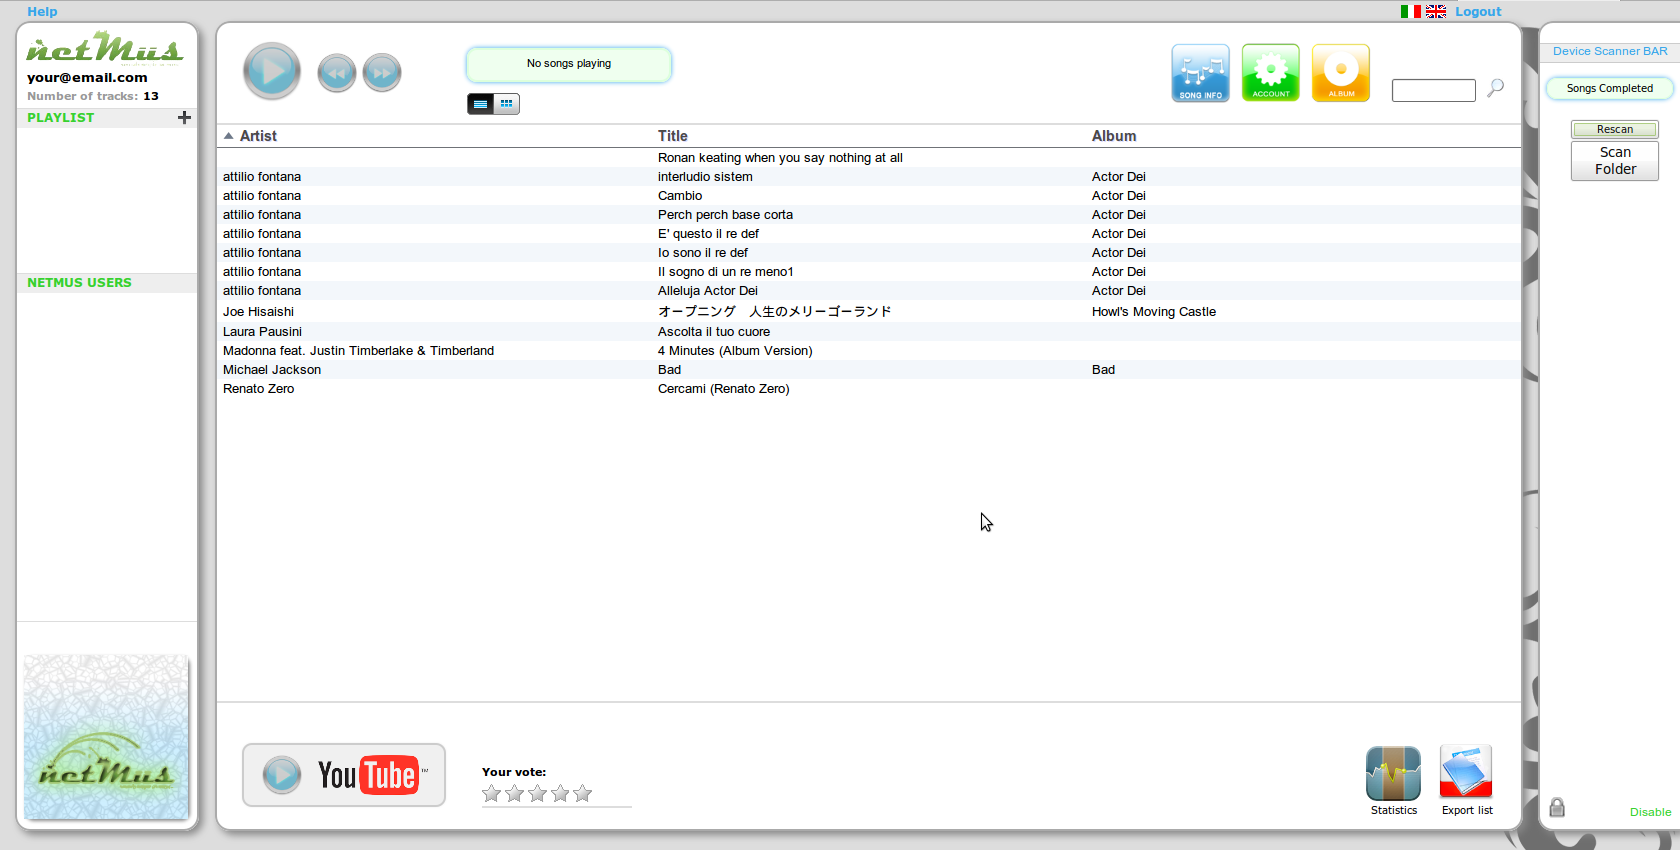 Help
Logout
netMus
your@email.com
Number of tracks: 13
PLAYLIST
NETMUS USERS
netMus
No songs playing
SONG INFO
ACCOUNT
ALBUM
Artist Title Album
Ronan keating when you say nothing at all
attilio fontana interludio sistem Actor Dei
attilio fontana Cambio Actor Dei
attilio fontana Perch perch base corta Actor Dei
attilio fontana E' questo il re def Actor Dei
attilio fontana Io sono il re def Actor Dei
attilio fontana Il sogno di un re meno1 Actor Dei
attilio fontana Alleluja Actor Dei Actor Dei
Joe Hisaishi オープニング　人生のメリーゴーランド Howl's Moving Castle
Laura Pausini Ascolta il tuo cuore
Madonna feat. Justin Timberlake & Timberland 4 Minutes (Album Version)
Michael Jackson Bad Bad
Renato Zero Cercami (Renato Zero)
YouTube™
Your vote:
Statistics
Export list
Device Scanner BAR
Songs Completed
Rescan
Scan
Folder
Disable